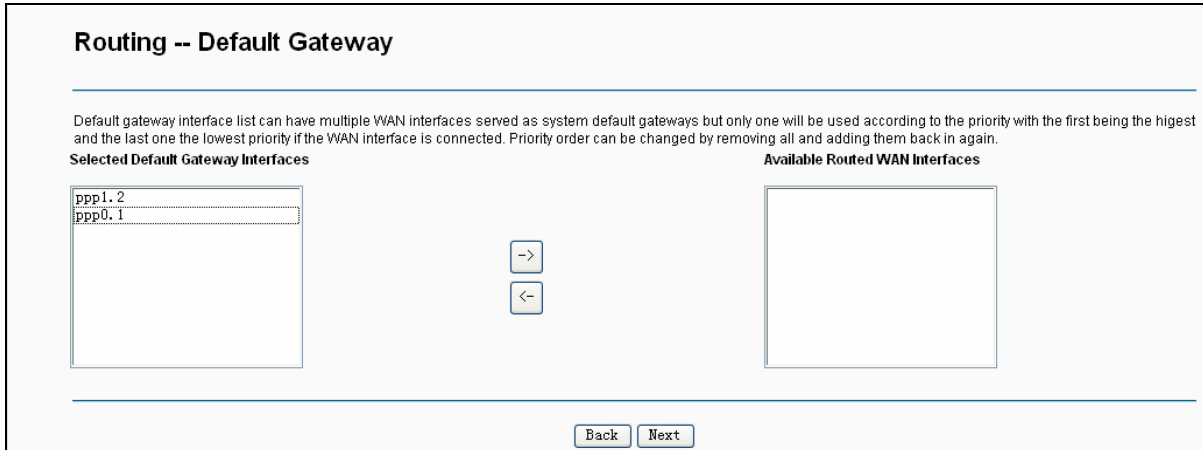 Routing -- Default Gateway
Default gateway interface list can have multiple WAN interfaces served as system default gateways but only one will be used according to the priority with the first being the higest
and the last one the lowest priority if the WAN interface is connected. Priority order can be changed by removing all and adding them back in again.
Selected Default Gateway Interfaces
Available Routed WAN Interfaces
ppp1.2
ppp0.1
->
<-
Back Next